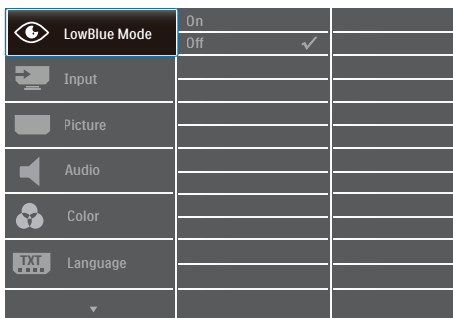 LowBlue Mode
On
Off
Input
Picture
Audio
Color
TXT
Language